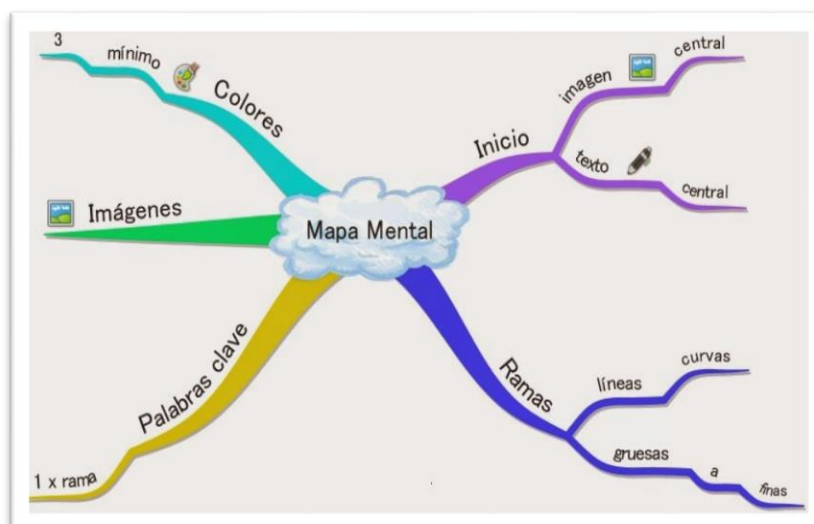 Mapa Mental
Inicio
imagen
central
texto
central
Ramas
líneas
curvas
gruesas
a
finas
Palabras clave
1 x rama
Imágenes
Colores
mínimo
3